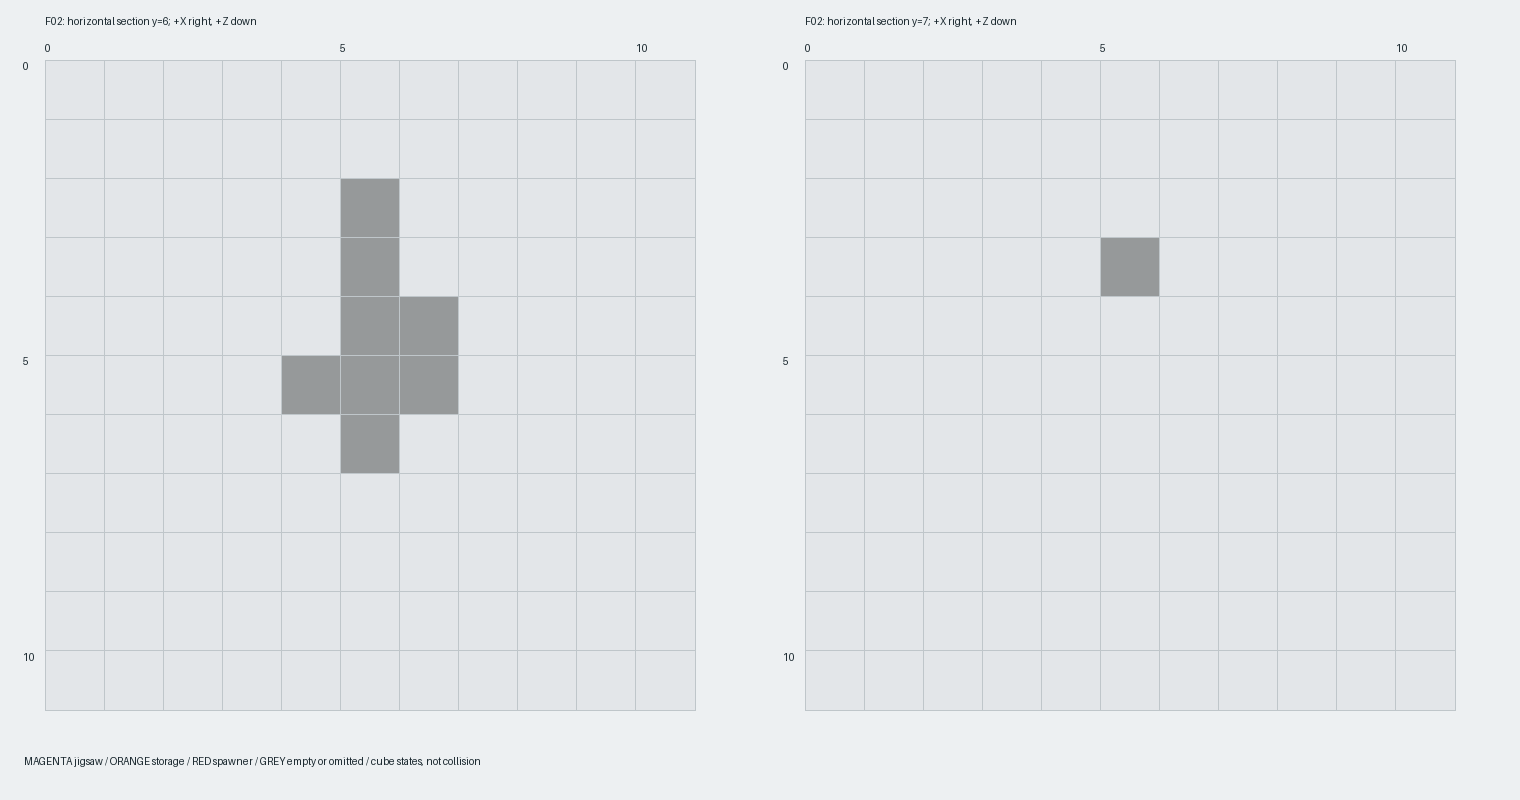 F02: horizontal section y=6; +X right, +Z down
F02: horizontal section y=7; +X right, +Z down
0 5 10
0 5 10
0
5
10
0
5
10
MAGENTA jigsaw / ORANGE storage / RED spawner / GREY empty or omitted / cube states, not collision